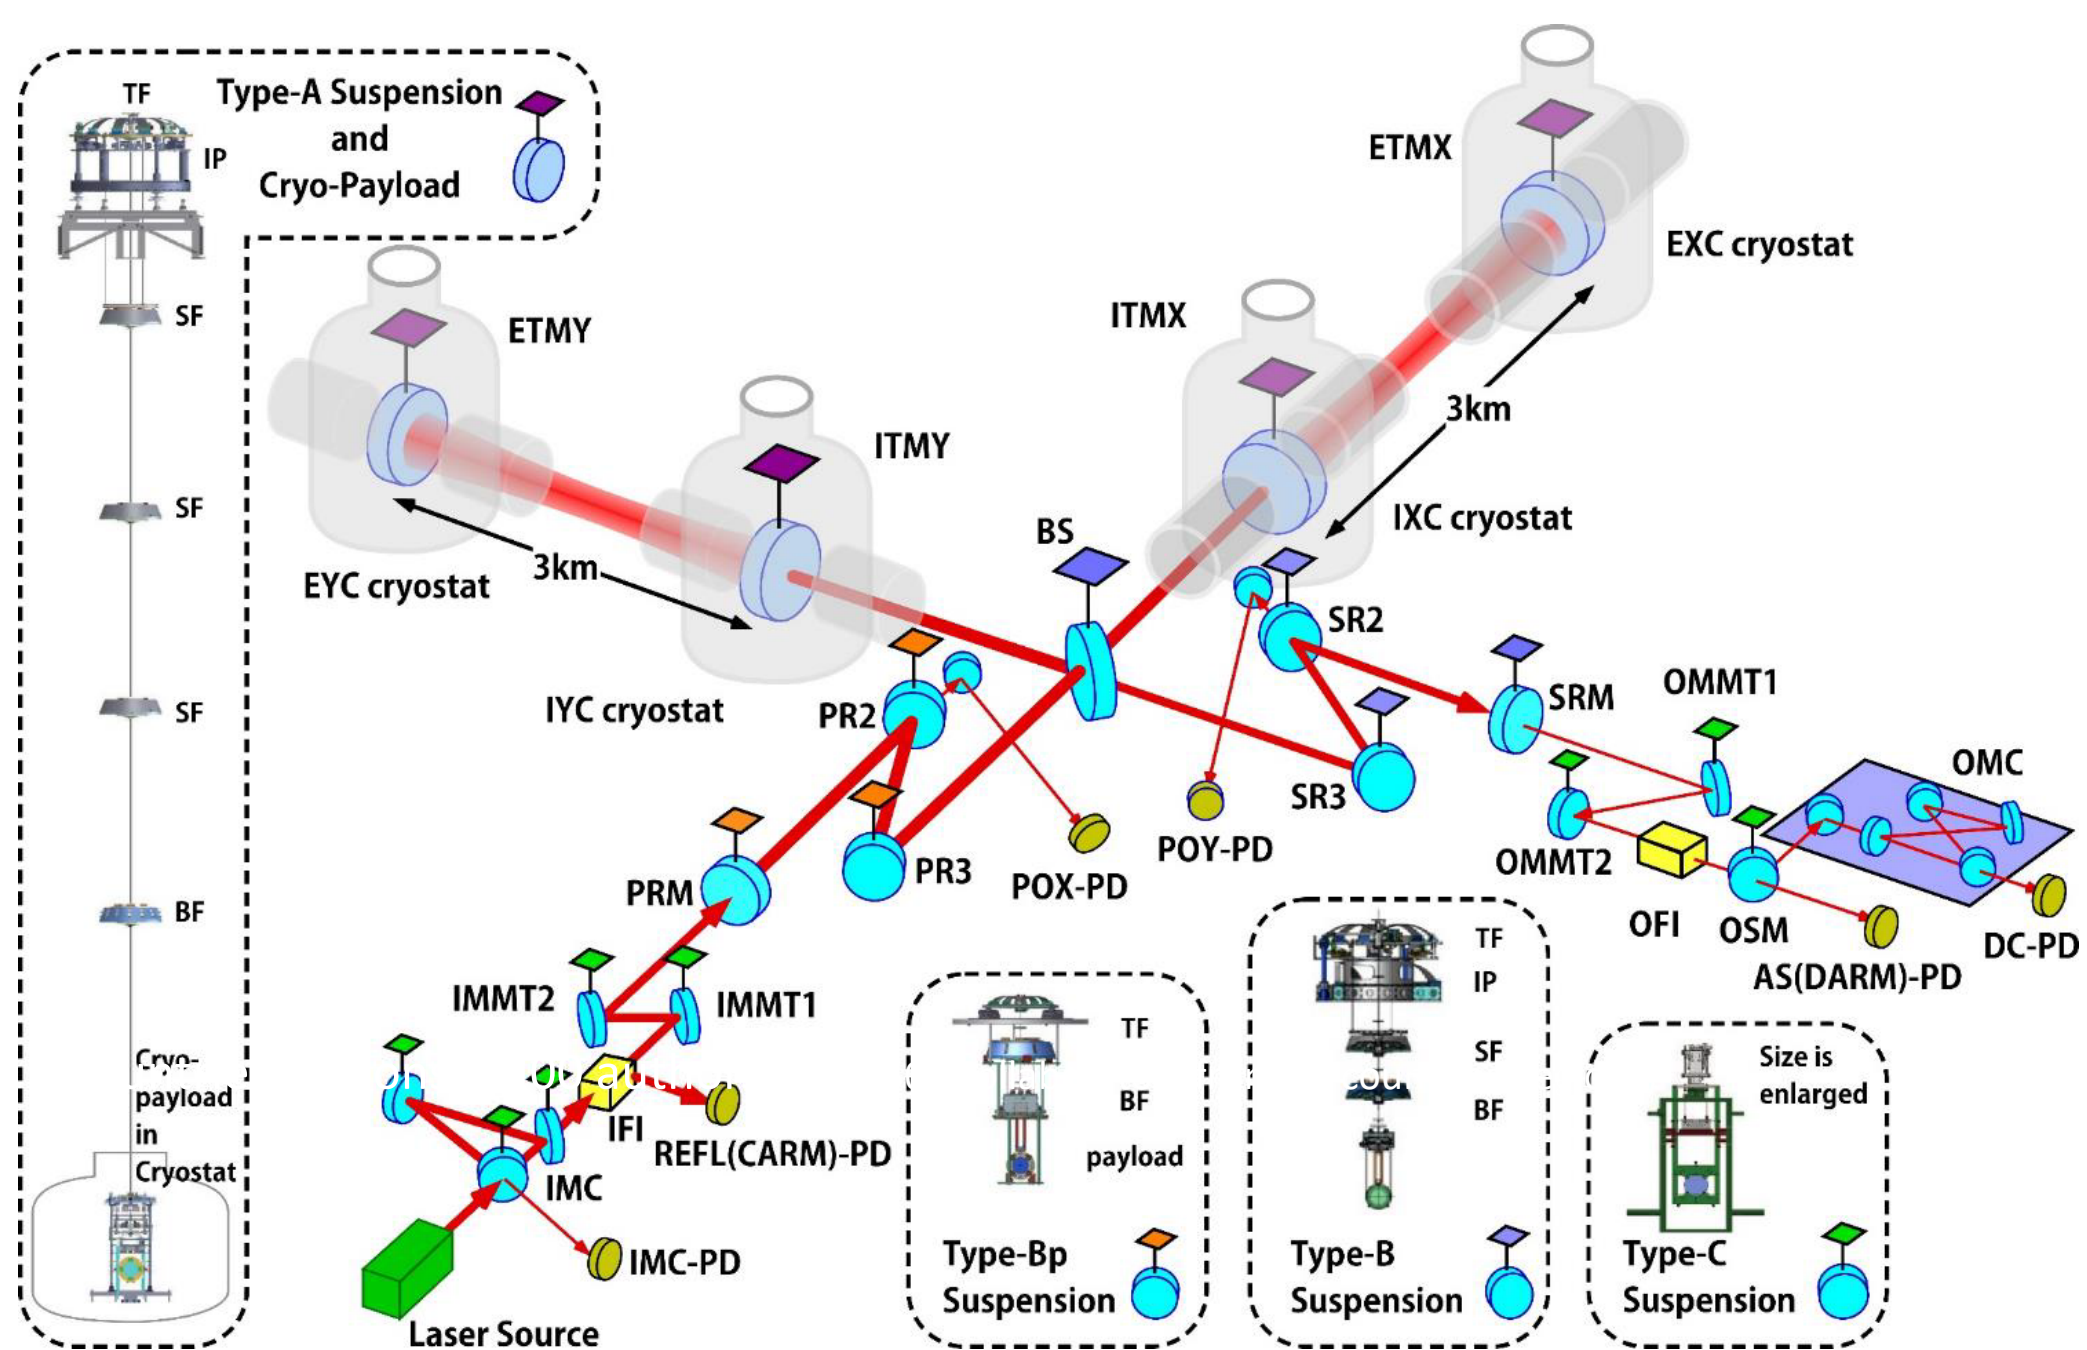 TF
Type-A Suspension
and
Cryo-Payload
IP
SF
SF
SF
BF
Cryo-
payload
in
Cryostat
ETMX
EXC cryostat
ETMY
ITMX
3km
ITMY
IXC cryostat
BS
3km
EYC cryostat
IYC cryostat
SR2
SRM
OMMT1
PR2
SR3
OMC
POY-PD
OMMT2
PR3
POX-PD
PRM
OFI
OSM
DC-PD
AS(DARM)-PD
IMMT2
IMMT1
IFI
REFL(CARM)-PD
IMC
IMC-PD
Laser Source
TF
BF
payload
Type-Bp
Suspension
TF
IP
SF
BF
Type-B
Suspension
Size is
enlarged
Type-C
Suspension